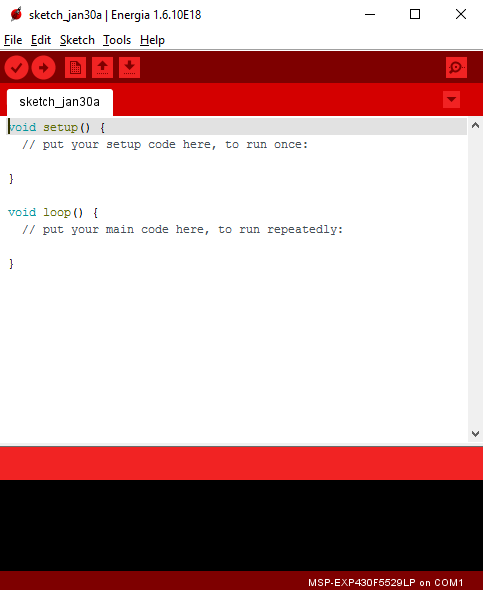 sketch_jan30a | Energia 1.6.10E18
File Edit Sketch Tools Help
sketch_jan30a
void setup() {
  // put your setup code here, to run once:
}
void loop() {
  // put your main code here, to run repeatedly:
}
MSP-EXP430F5529LP on COM1